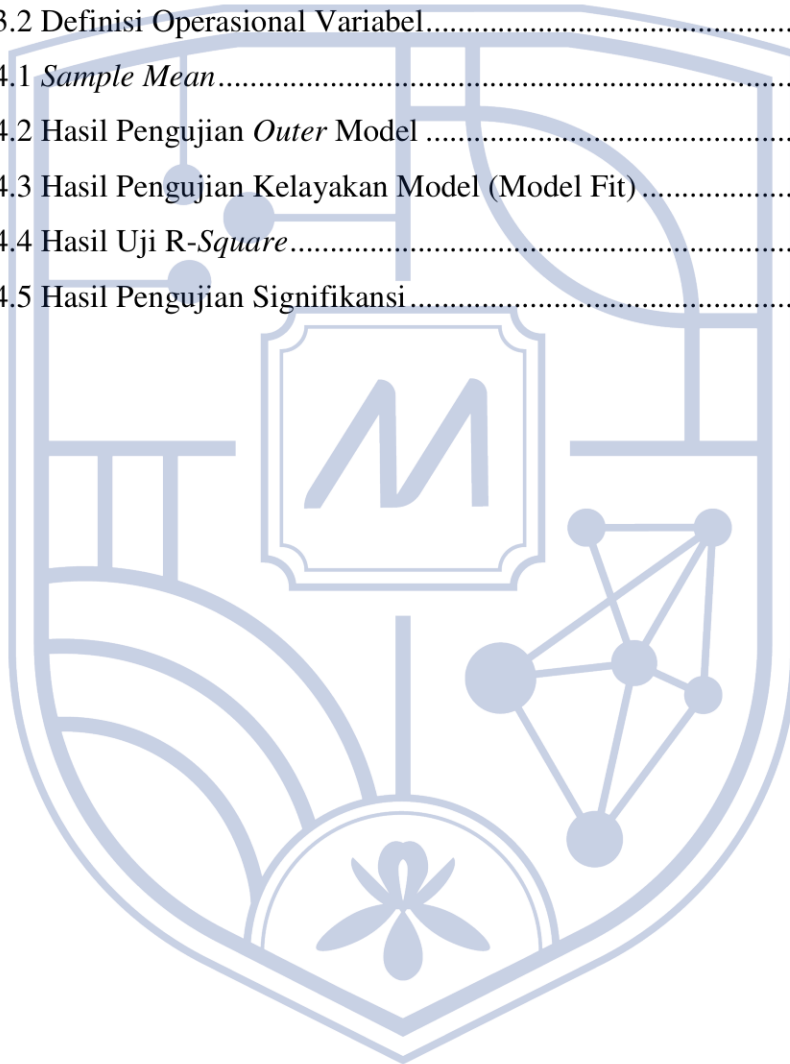 3.2 Definisi Operasional Variabel........................................
4.1 Sample Mean........................................
4.2 Hasil Pengujian Outer Model ........................................
4.3 Hasil Pengujian Kelayakan Model (Model Fit)....................
4.4 Hasil Uji R-Square........................................
4.5 Hasil Pengujian Signifikansi........................................
M